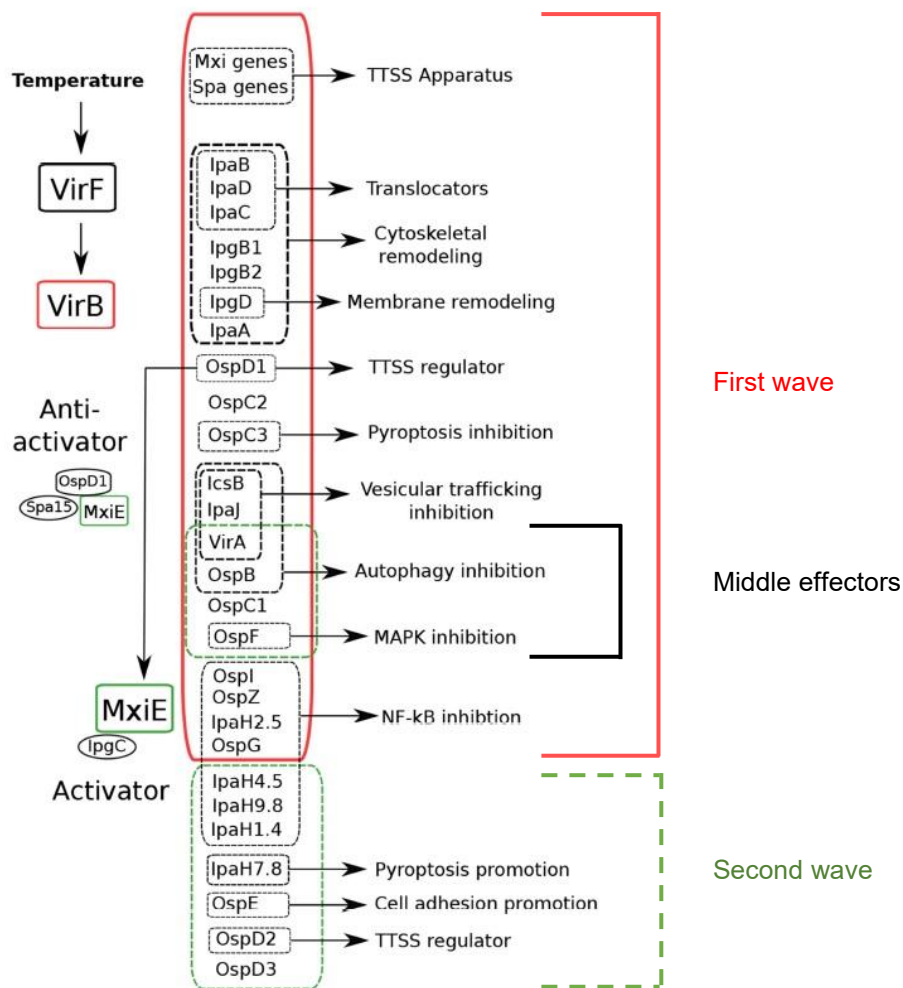 Temperature
VirF
VirB
Anti-
activator
OspD1
Spa15
MxiE
MxiE
IpgC
Activator
Mxi genes
Spa genes
TTSS Apparatus
IpaB
IpaD
IpaC
Translocators
IpgB1
IpgB2
Cytoskeletal
remodeling
IpgD
Membrane remodeling
IpaA
OspD1
TTSS regulator
OspC2
OspC3
Pyroptosis inhibition
IcsB
IpaJ
VirA
Vesicular trafficking
inhibition
OspB
Autophagy inhibition
OspC1
OspF
MAPK inhibition
OspI
OspZ
IpaH2.5
OspG
NF-kB inhibtion
IpaH4.5
IpaH9.8
IpaH1.4
IpaH7.8
Pyroptosis promotion
OspE
Cell adhesion promotion
OspD2
TTSS regulator
OspD3
First wave
Middle effectors
Second wave